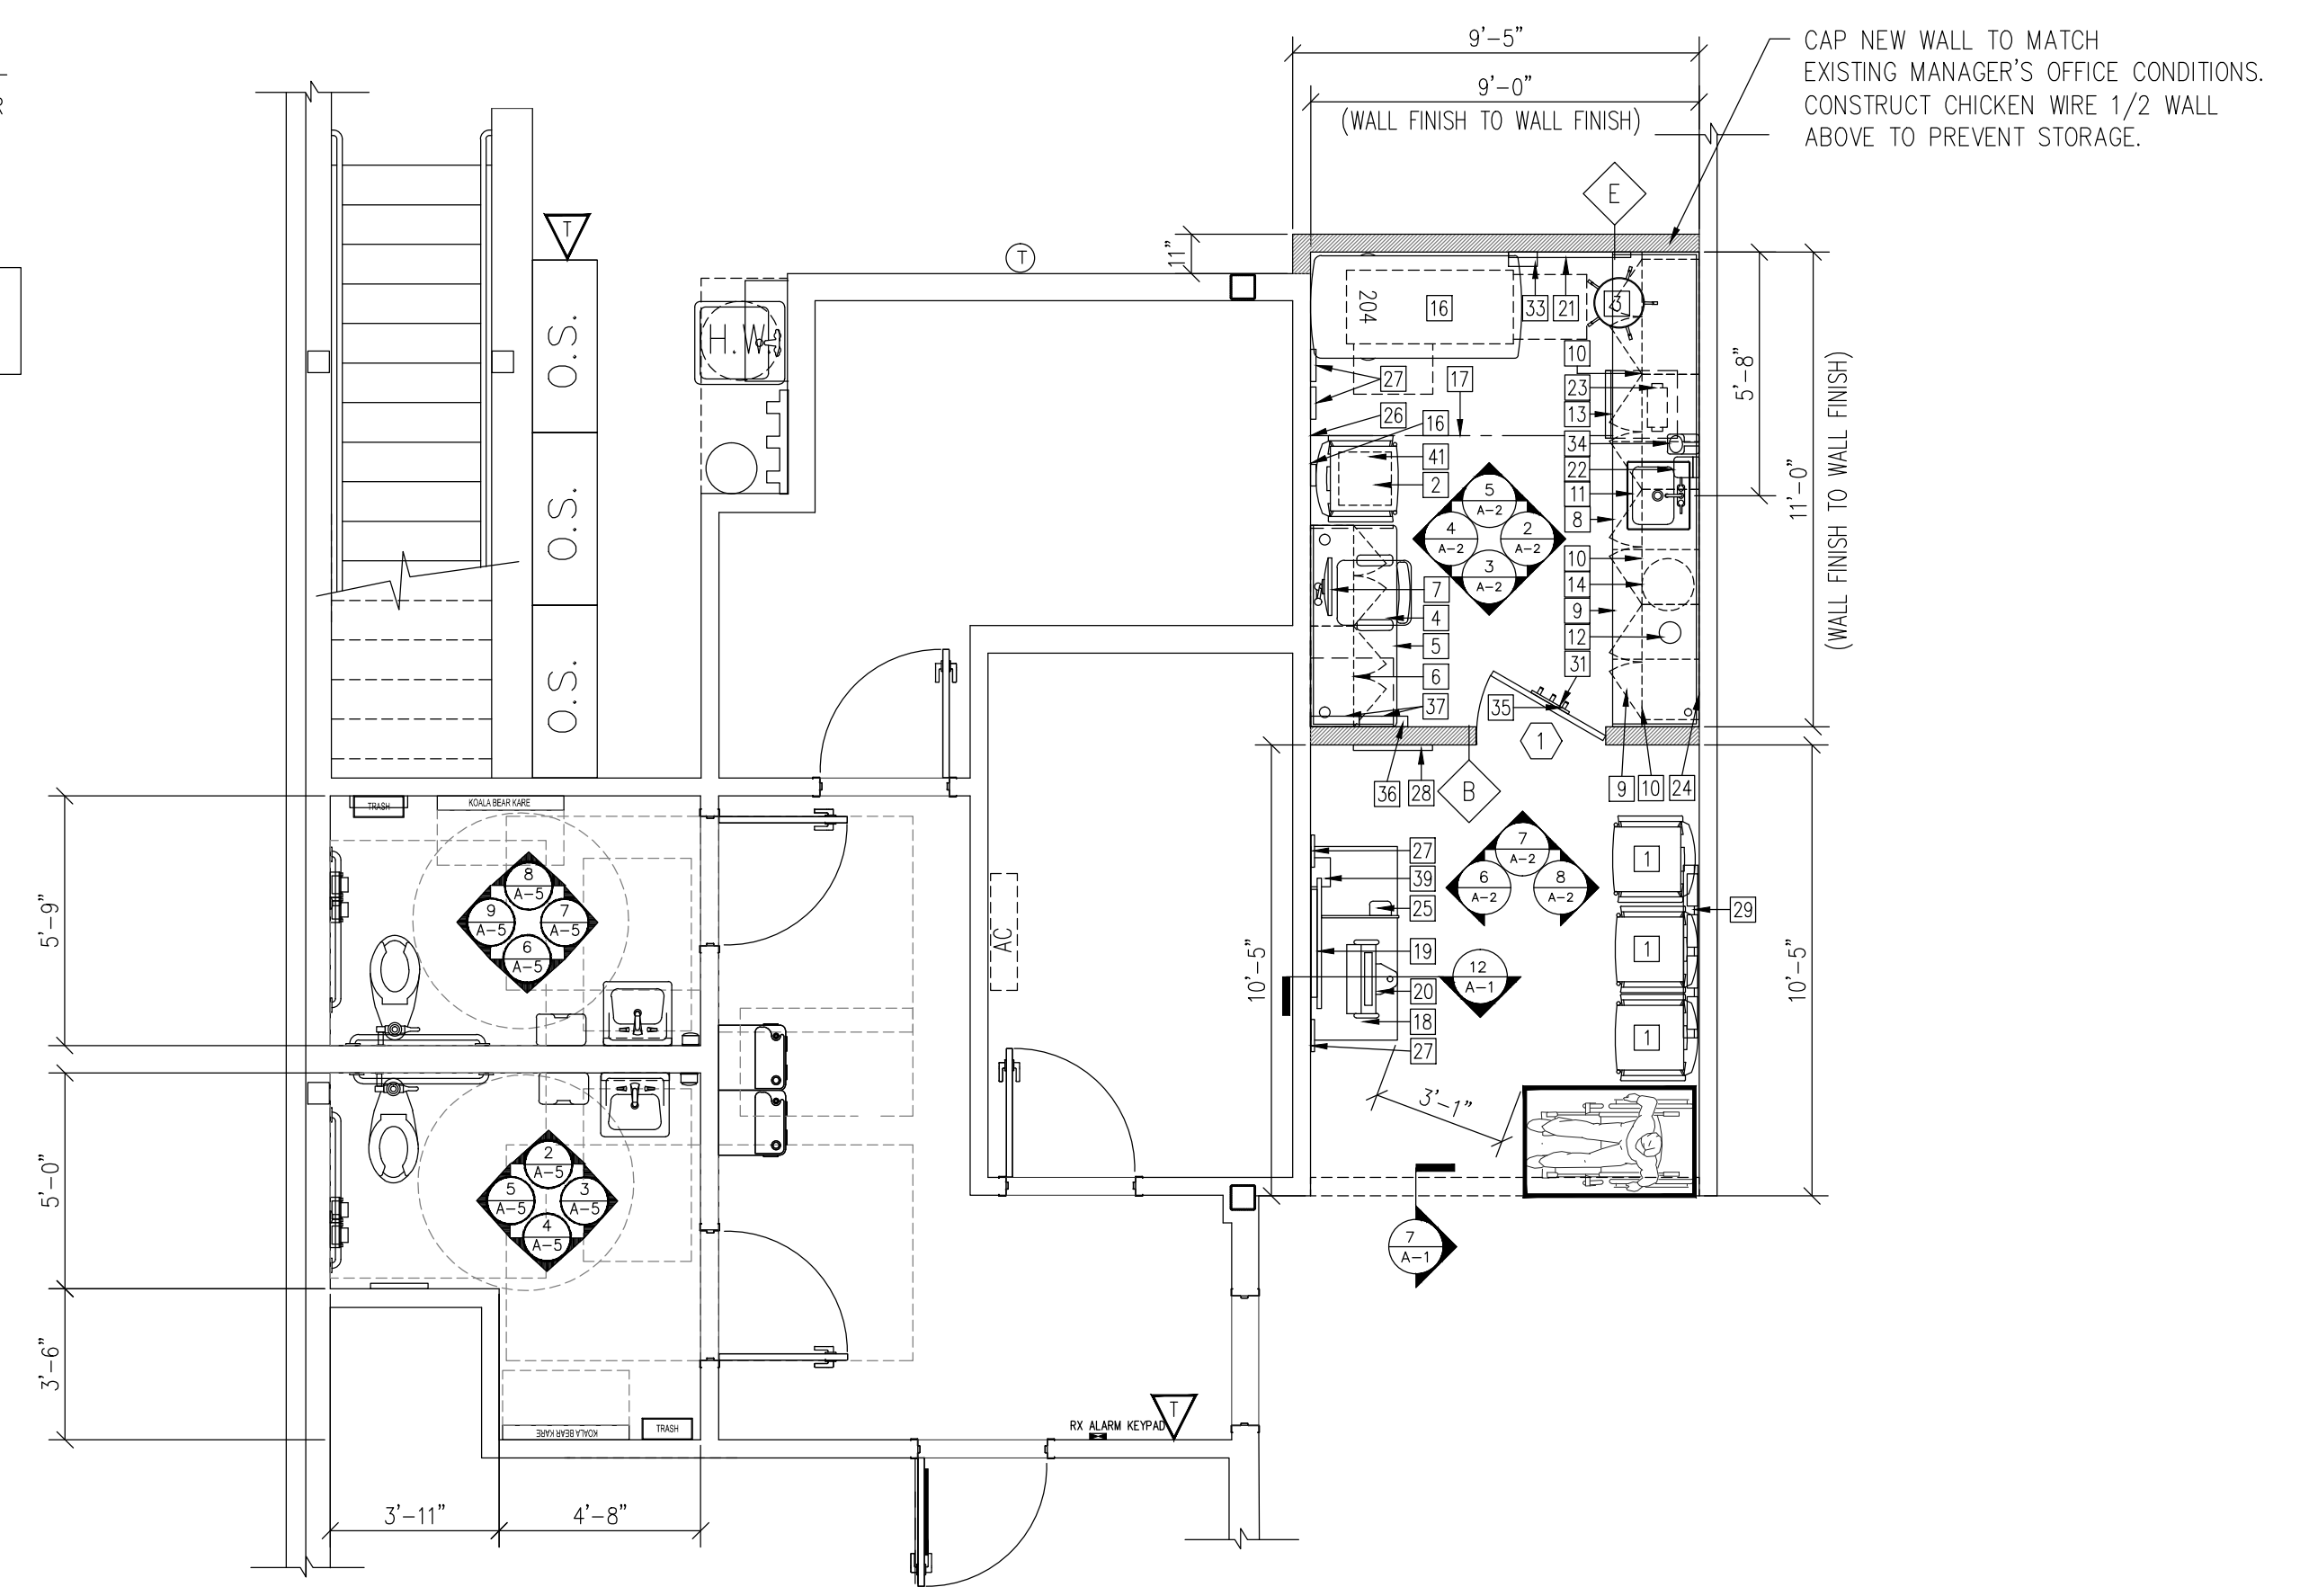 R
9'-5"
9'-0"
(WALL FINISH TO WALL FINISH)
CAP NEW WALL TO MATCH
EXISTING MANAGER'S OFFICE CONDITIONS.
CONSTRUCT CHICKEN WIRE 1/2 WALL
ABOVE TO PREVENT STORAGE.
E
T
T
11"
204
16
33
21
3
O.S.
H.W.
10
27
17
23
5'-8"
13
26
16
34
41
22
2
11
5
A-2
4
A-2
2
A-2
3
A-2
8
11'-0"
(WALL FINISH TO WALL FINISH)
O.S.
10
14
7
9
4
12
5
31
6
O.S.
37
35
1
36
28
B
9
10
24
TRASH
KOALA BEAR KARE
8
A-5
9
A-5
7
A-5
6
A-5
5'-9"
AC
27
39
25
7
A-2
6
A-2
8
A-2
1
29
19
1
12
A-1
20
18
27
1
10'-5"
10'-5"
3'-1"
5'-0"
2
A-5
5
A-5
3
A-5
4
A-5
7
A-1
3'-6"
KOALA BEAR KARE
TRASH
RX ALARM KEYPAD
T
3'-11"
4'-8"